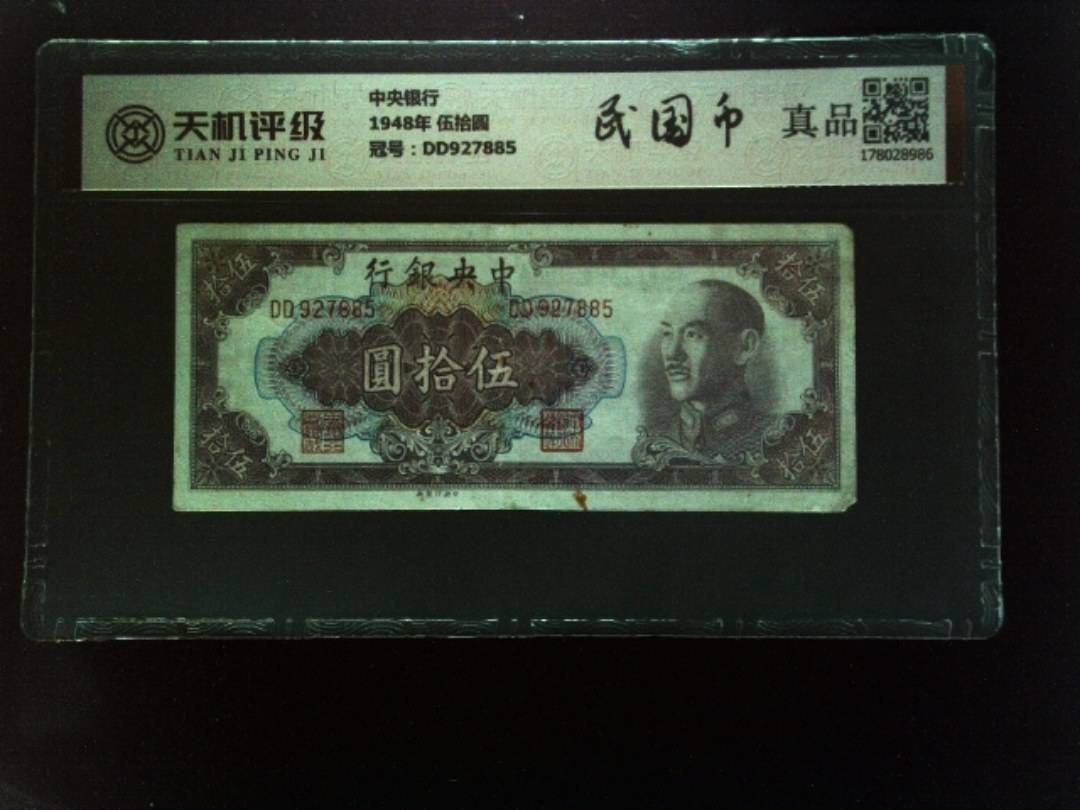 天机评级
TIAN JI PING JI
中央银行
1948年 伍拾圆
冠号：DD927885
民国币
真品
178028986
伍拾
行銀央中
拾伍
DD927885
DD927885
圓拾伍
拾伍
拾伍